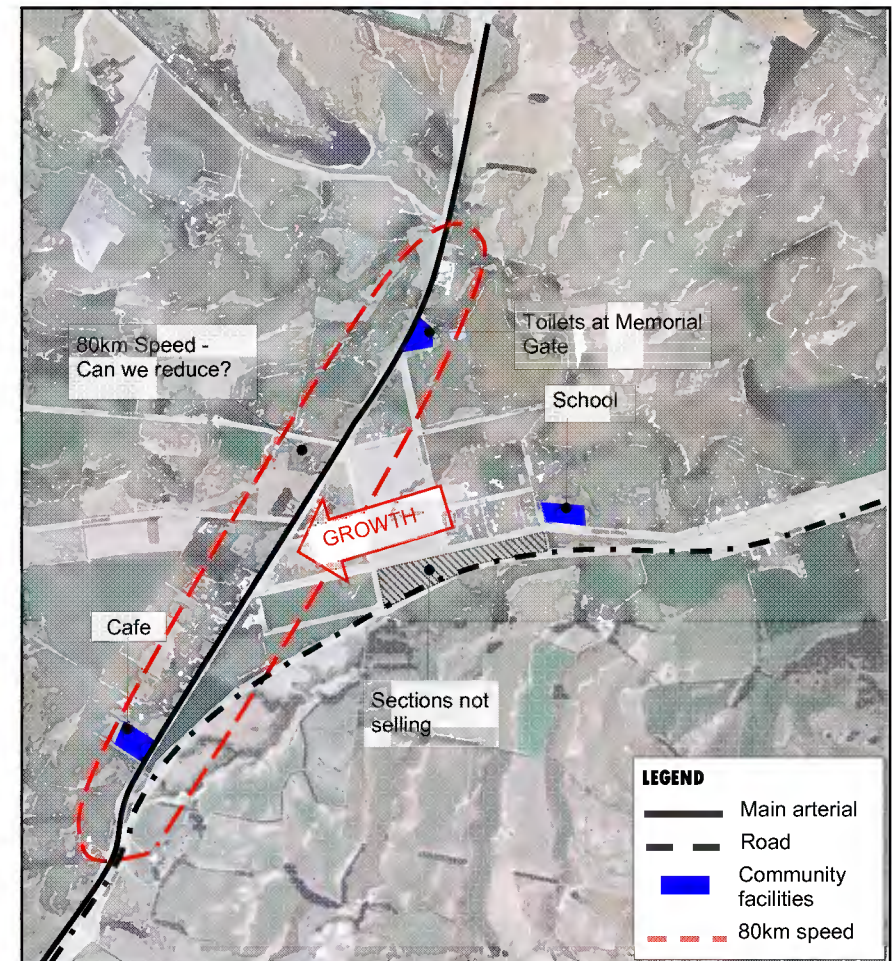 Toilets at Memorial
Gate
80km Speed -
Can we reduce?
School
GROWTH
Cafe
Sections not
selling
LEGEND
Main arterial
Road
Community
facilities
80km speed